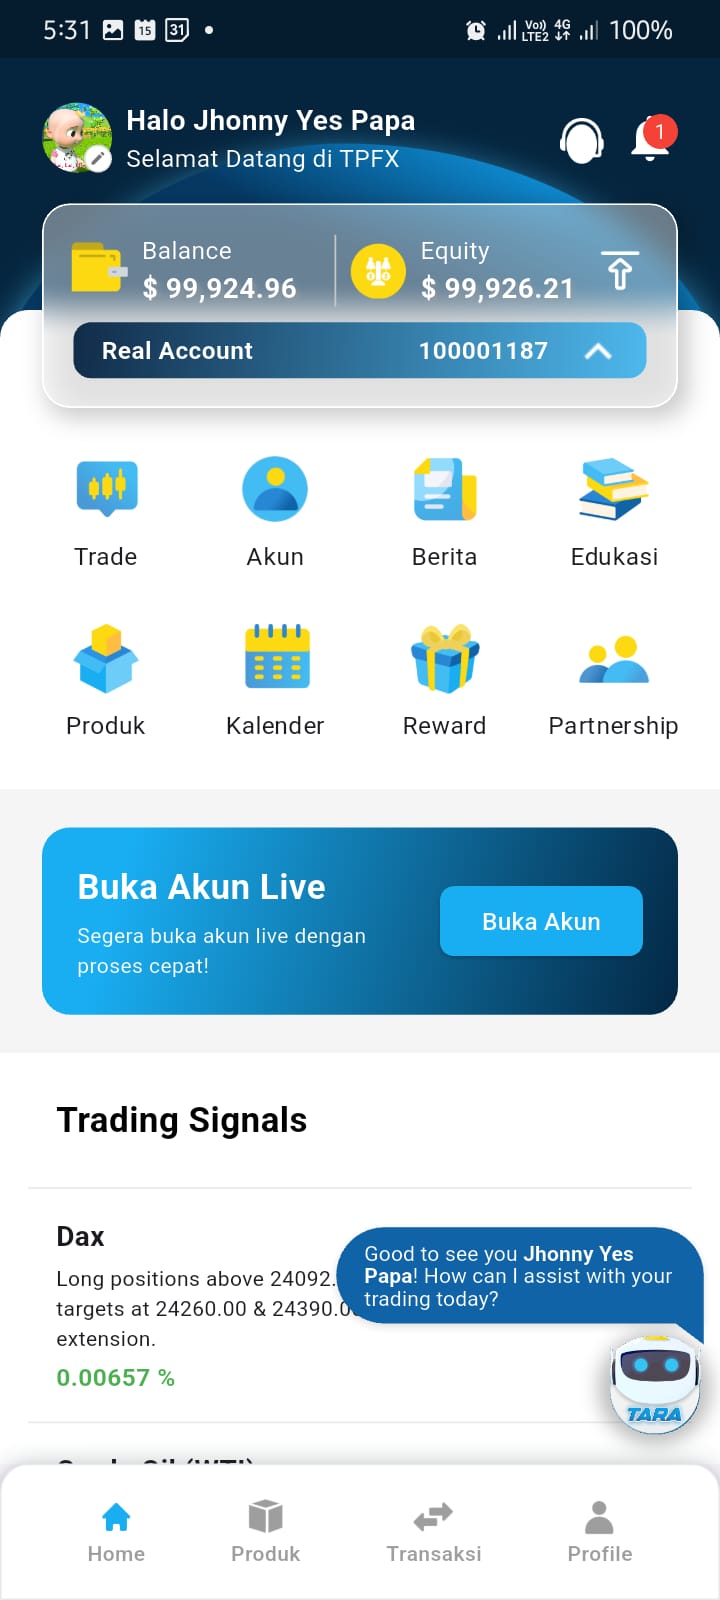 5:31 15 31 Vo)) LTE2 4G 100%
Halo Jhonny Yes Papa
Selamat Datang di TPFX
1
Balance
$ 99,924.96
Equity
$ 99,926.21
Real Account 100001187
Trade Akun Berita Edukasi
Produk Kalender Reward Partnership
Buka Akun Live
Segera buka akun live dengan
proses cepat!
Buka Akun
Trading Signals
Dax
Long positions above 24092.
targets at 24260.00 & 24390.0
extension.
0.00657 %
Good to see you Jhonny Yes
Papa! How can I assist with your
trading today?
TARA
Home Produk Transaksi Profile